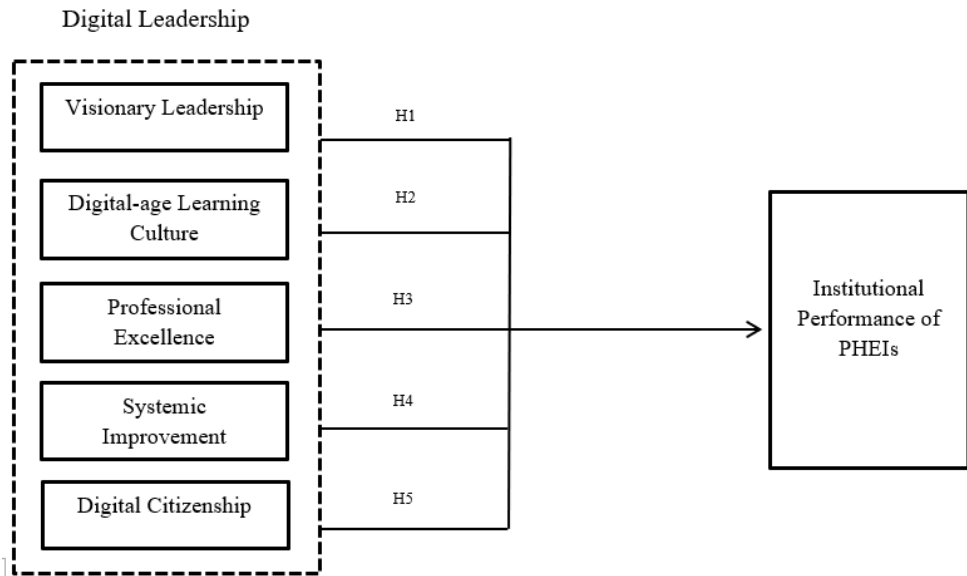 Digital Leadership
Visionary Leadership
H1
Digital-age Learning
Culture
H2
Professional
Excellence
H3
Systemic
Improvement
H4
Digital Citizenship
H5
Institutional
Performance of
PHEIs